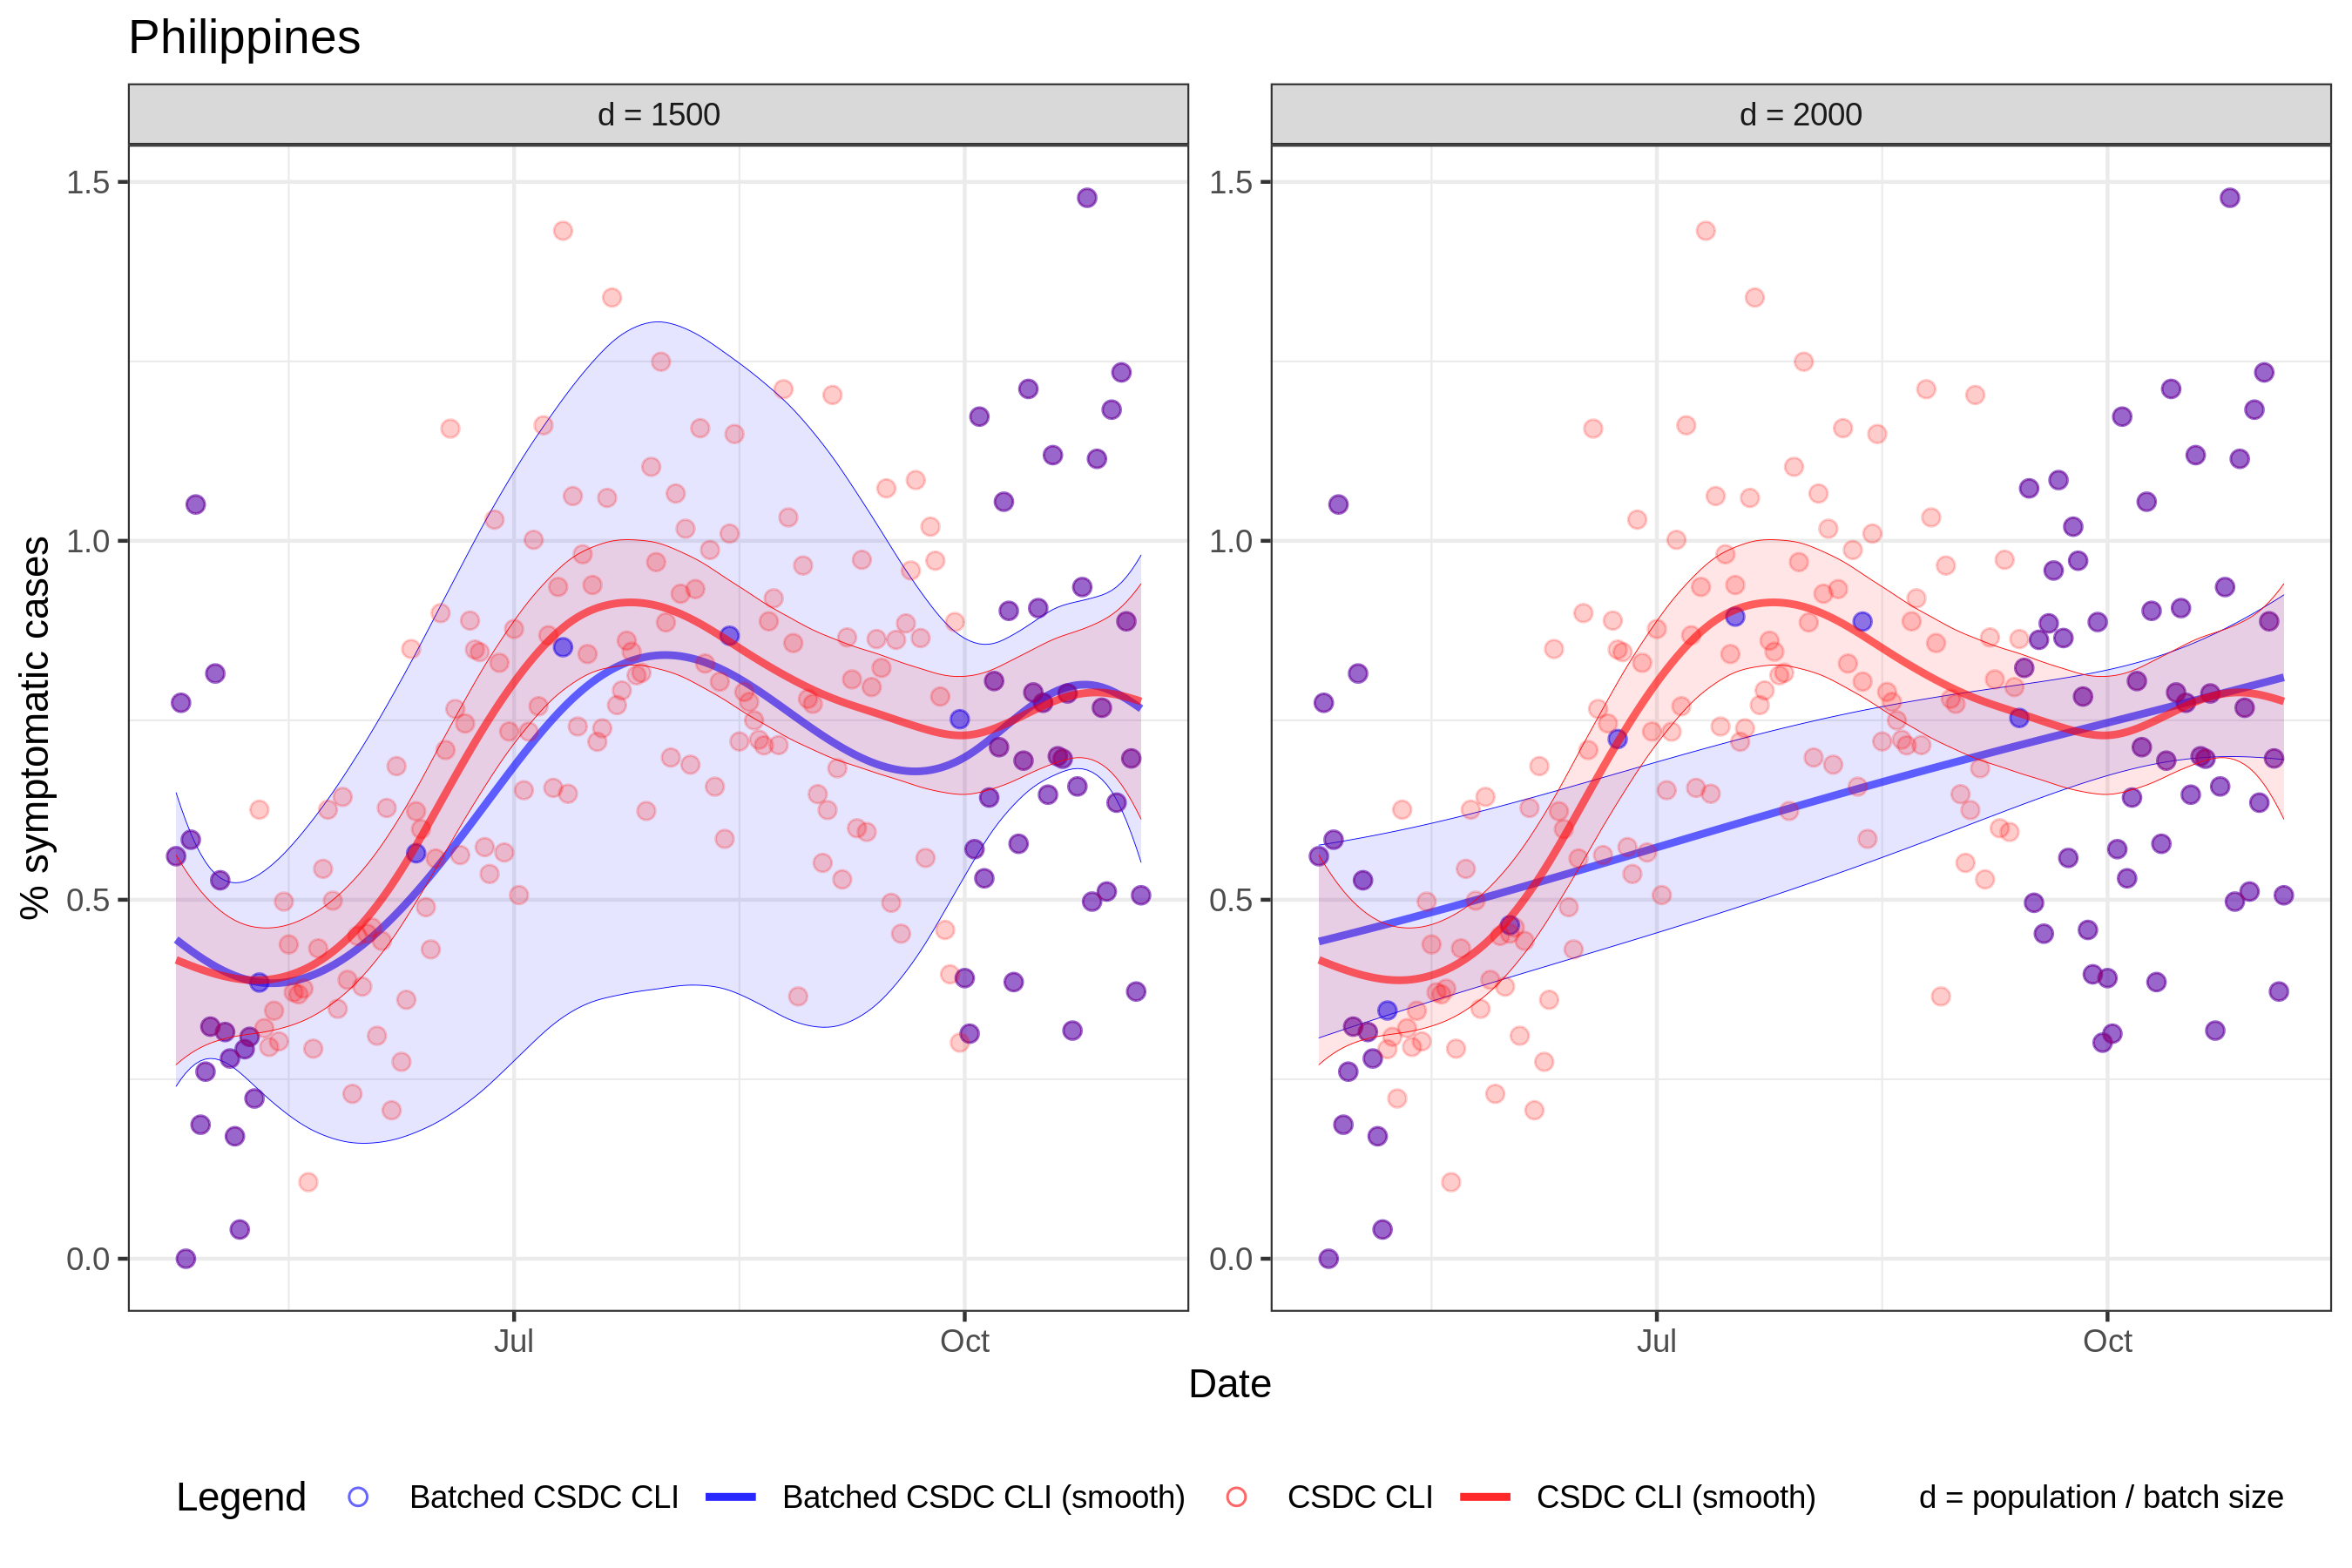 Philippines
d = 1500
d = 2000
1.5
1.0
0.5
0.0
1.5
1.0
0.5
0.0
% symptomatic cases
Jul
Oct
Jul
Oct
Date
Legend
Batched CSDC CLI
Batched CSDC CLI (smooth)
CSDC CLI
CSDC CLI (smooth)
d = population / batch size